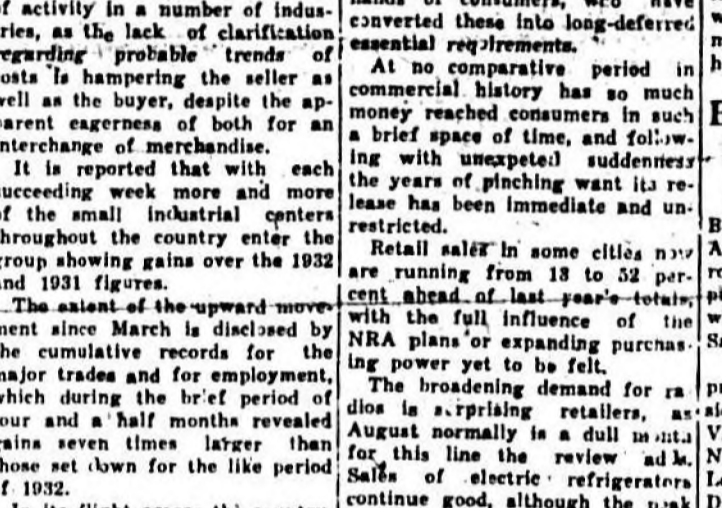 of activity in a number of indus-
ries, as the lack of clarification
regarding probable trends of
osts is hampering the seller as
well as the buyer, despite the ap-
parent eagerness of both for an
nterchange of merchandise.
It is reported that with each
succeeding week more and more
of the small industrial centers
throughout the country enter the
group showing gains over the 1932
and 1931 figures.
The extent of the upward move-
ment since March is disclosed by
the cumulative records for the
major trades and for employment,
which during the brief period of
our and a half months revealed
gains seven times larger than
those set down for the like period
of 1932.
converted these into long-deferred
essential
At no comparative period in
commercial history has so much
money reached consumers in such
a brief space of time, and follow-
ing with unexpeted suddenness
the years of pinching want its re-
lease has been immediate and un-
restricted.
Retail sales in some cities now
are running from 18 to 52 per-
cent ahead of last year's totals,
with the full influence of the
NRA plans or expanding purchas-
ing power yet to be felt.
The broadening demand for ra
dios is surprising retailers, as
August normally is a dull month
for this line the review adds.
Sales of electric refrigerators
continue good, although the peak